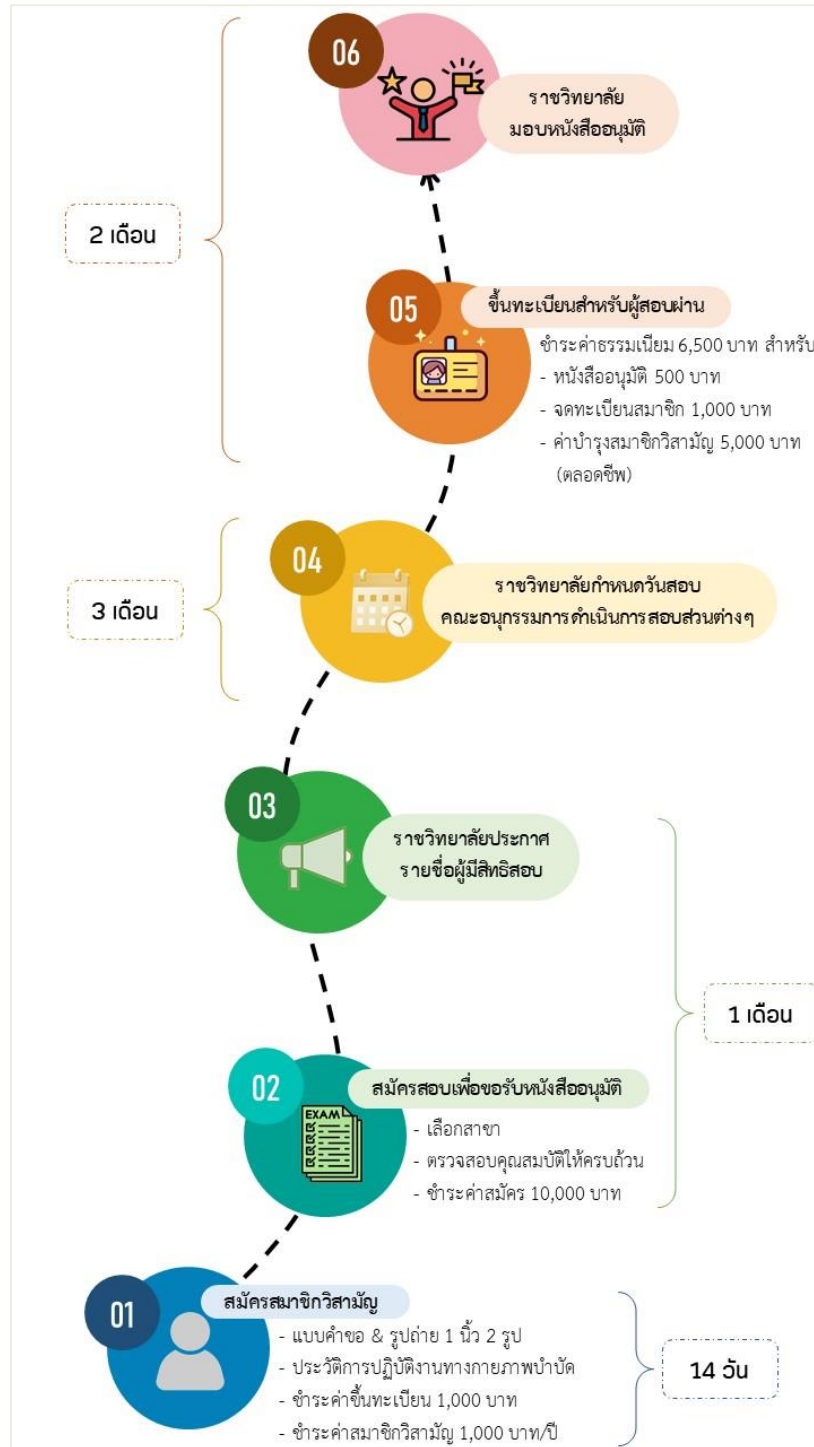 06
ราชวิทยาลัย
มอบหนังสืออนุมัติ
2 เดือน
05
ขึ้นทะเบียนสำหรับผู้สอบผ่าน
ชำระค่าธรรมเนียม 6,500 บาท สำหรับ
- หนังสืออนุมัติ 500 บาท
- จดทะเบียนสมาชิก 1,000 บาท
- ค่าบำรุงสมาชิกวิสามัญ 5,000 บาท
(ตลอดชีพ)
04
ราชวิทยาลัยกำหนดวันสอบ
คณะอนุกรรมการดำเนินการสอบส่วนต่างๆ
3 เดือน
03
ราชวิทยาลัยประกาศ
รายชื่อผู้มีสิทธิสอบ
1 เดือน
02
EXAM
สมัครสอบเพื่อขอรับหนังสืออนุมัติ
- เลือกสาขา
- ตรวจสอบคุณสมบัติให้ครบถ้วน
- ชำระค่าสมัคร 10,000 บาท
01
สมัครสมาชิกวิสามัญ
- แบบคำขอ & รูปถ่าย 1 นิ้ว 2 รูป
- ประวัติการปฏิบัติงานทางกายภาพบำบัด
- ชำระค่าขึ้นทะเบียน 1,000 บาท
- ชำระค่าสมาชิกวิสามัญ 1,000 บาท/ปี
14 วัน